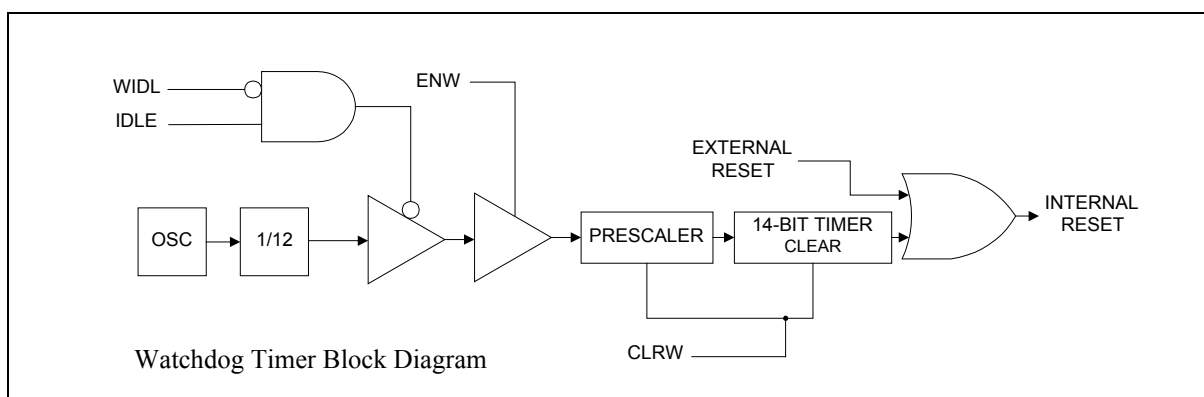 WIDL
IDLE
ENW
EXTERNAL
RESET
INTERNAL
RESET
OSC
1/12
PRESCALER
14-BIT TIMER
CLEAR
CLRW
Watchdog Timer Block Diagram